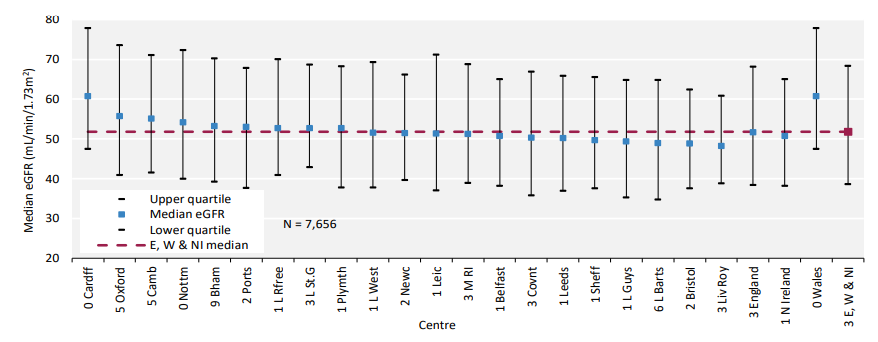 80
70
60
50
40
30
20
Median eGFR (mL/min/1.73m²)
Upper quartile
Median eGFR
Lower quartile
E, W & NI median
N = 7,656
0 Cardff
5 Oxford
5 Camb
0 Nottm
9 Bham
2 Ports
1 L Rfree
3 L St.G
1 Plymth
1 L West
2 Newc
1 Leic
3 M RI
1 Belfast
3 Covnt
1 Leeds
1 Sheff
1 L Guys
6 L Barts
2 Bristol
3 Liv Roy
3 England
1 N Ireland
0 Wales
3 E, W & NI
Centre